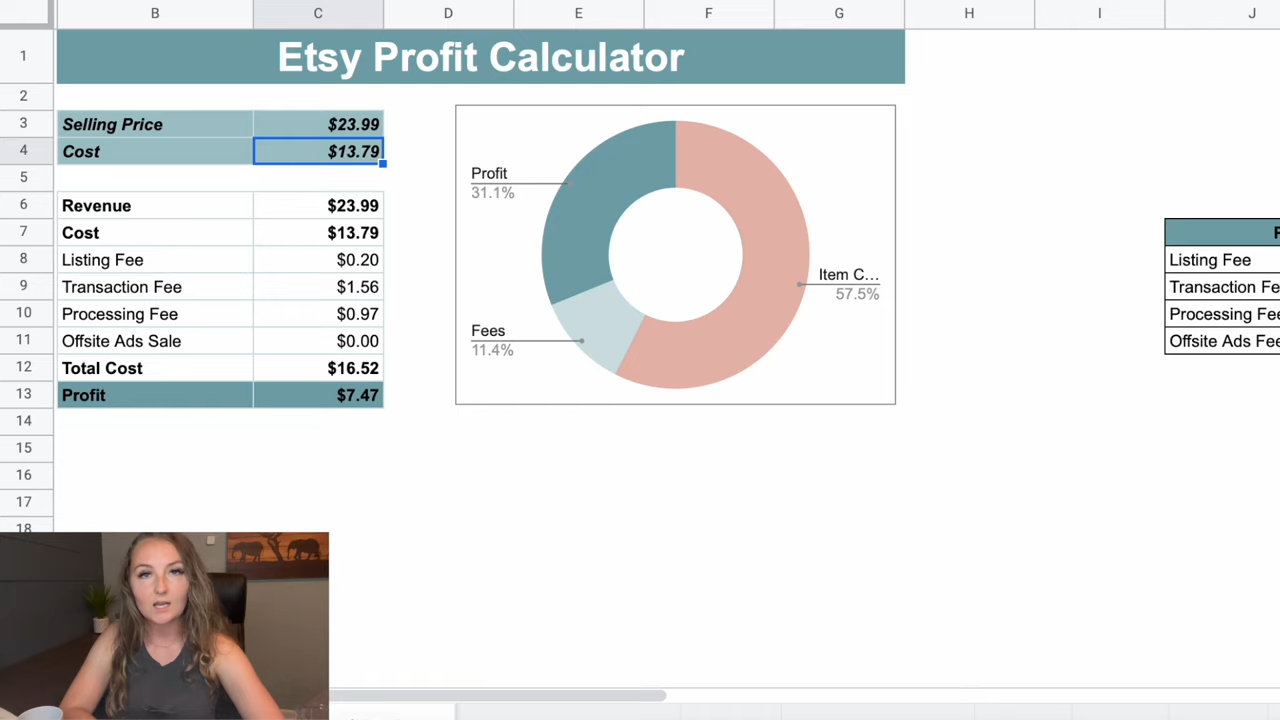 B C D E F G H I J
1 Etsy Profit Calculator
2
3 Selling Price $23.99
4 Cost $13.79
5
6 Revenue $23.99
7 Cost $13.79
8 Listing Fee $0.20
9 Transaction Fee $1.56
10 Processing Fee $0.97
11 Offsite Ads Sale $0.00
12 Total Cost $16.52
13 Profit $7.47
14
15
16
17
18
Profit
31.1%
Item C...
57.5%
Fees
11.4%
Listing Fee
Transaction Fe
Processing Fee
Offsite Ads Fee